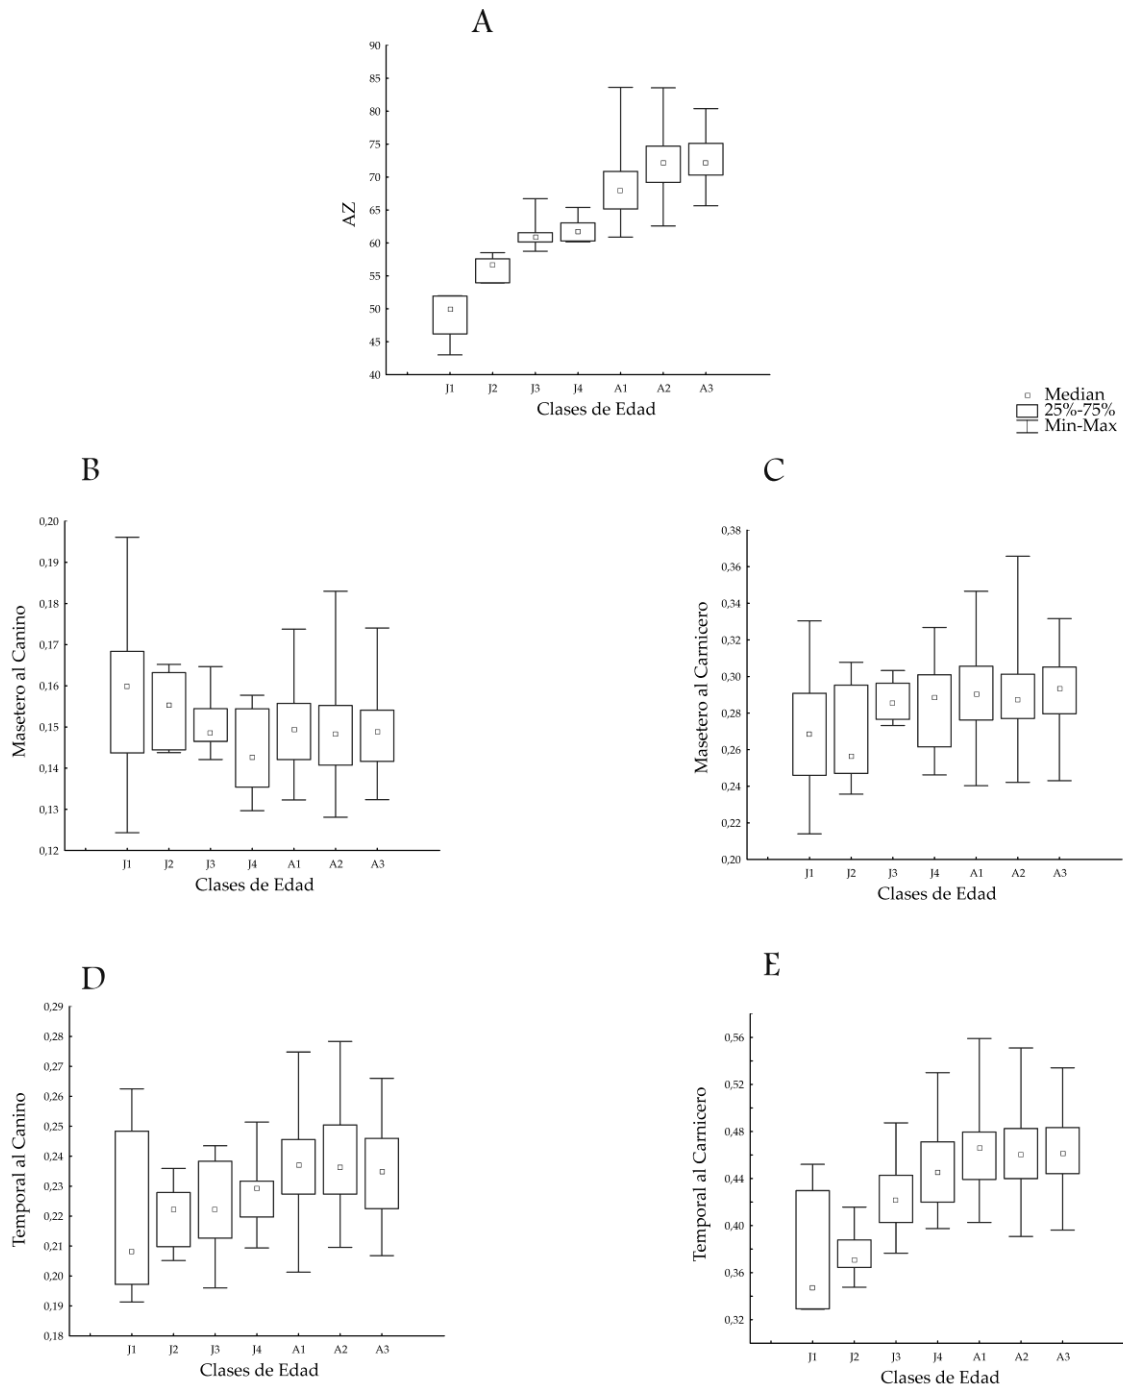 A
90
85
80
75
70
65
60
55
50
45
40
AZ
J1 J2 J3 J4 A1 A2 A3
Clases de Edad
Median
25%-75%
Min-Max
B
0,20
0,19
0,18
0,17
0,16
0,15
0,14
0,13
0,12
Masetero al Canino
J1 J2 J3 J4 A1 A2 A3
Clases de Edad
C
0,38
0,36
0,34
0,32
0,30
0,28
0,26
0,24
0,22
0,20
Masetero al Carnicero
J1 J2 J3 J4 A1 A2 A3
Clases de Edad
D
0,29
0,28
0,27
0,26
0,25
0,24
0,23
0,22
0,21
0,20
0,19
0,18
Temporal al Canino
J1 J2 J3 J4 A1 A2 A3
Clases de Edad
E
0,56
0,52
0,48
0,44
0,40
0,36
0,32
Temporal al Carnicero
J1 J2 J3 J4 A1 A2 A3
Clases de Edad